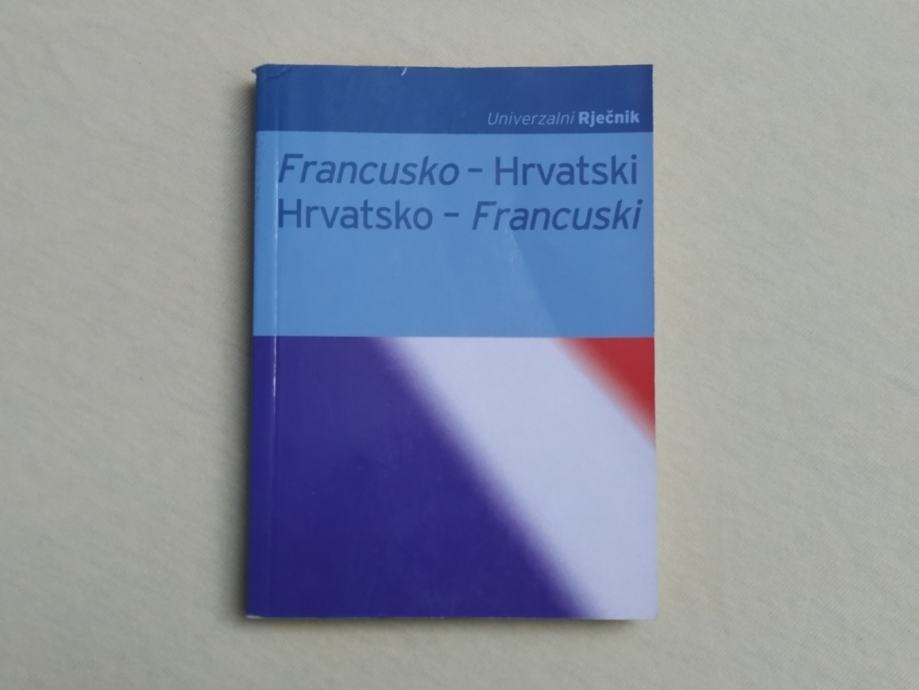 Univerzalni Rječnik
Francusko – Hrvatski
Hrvatsko – Francuski